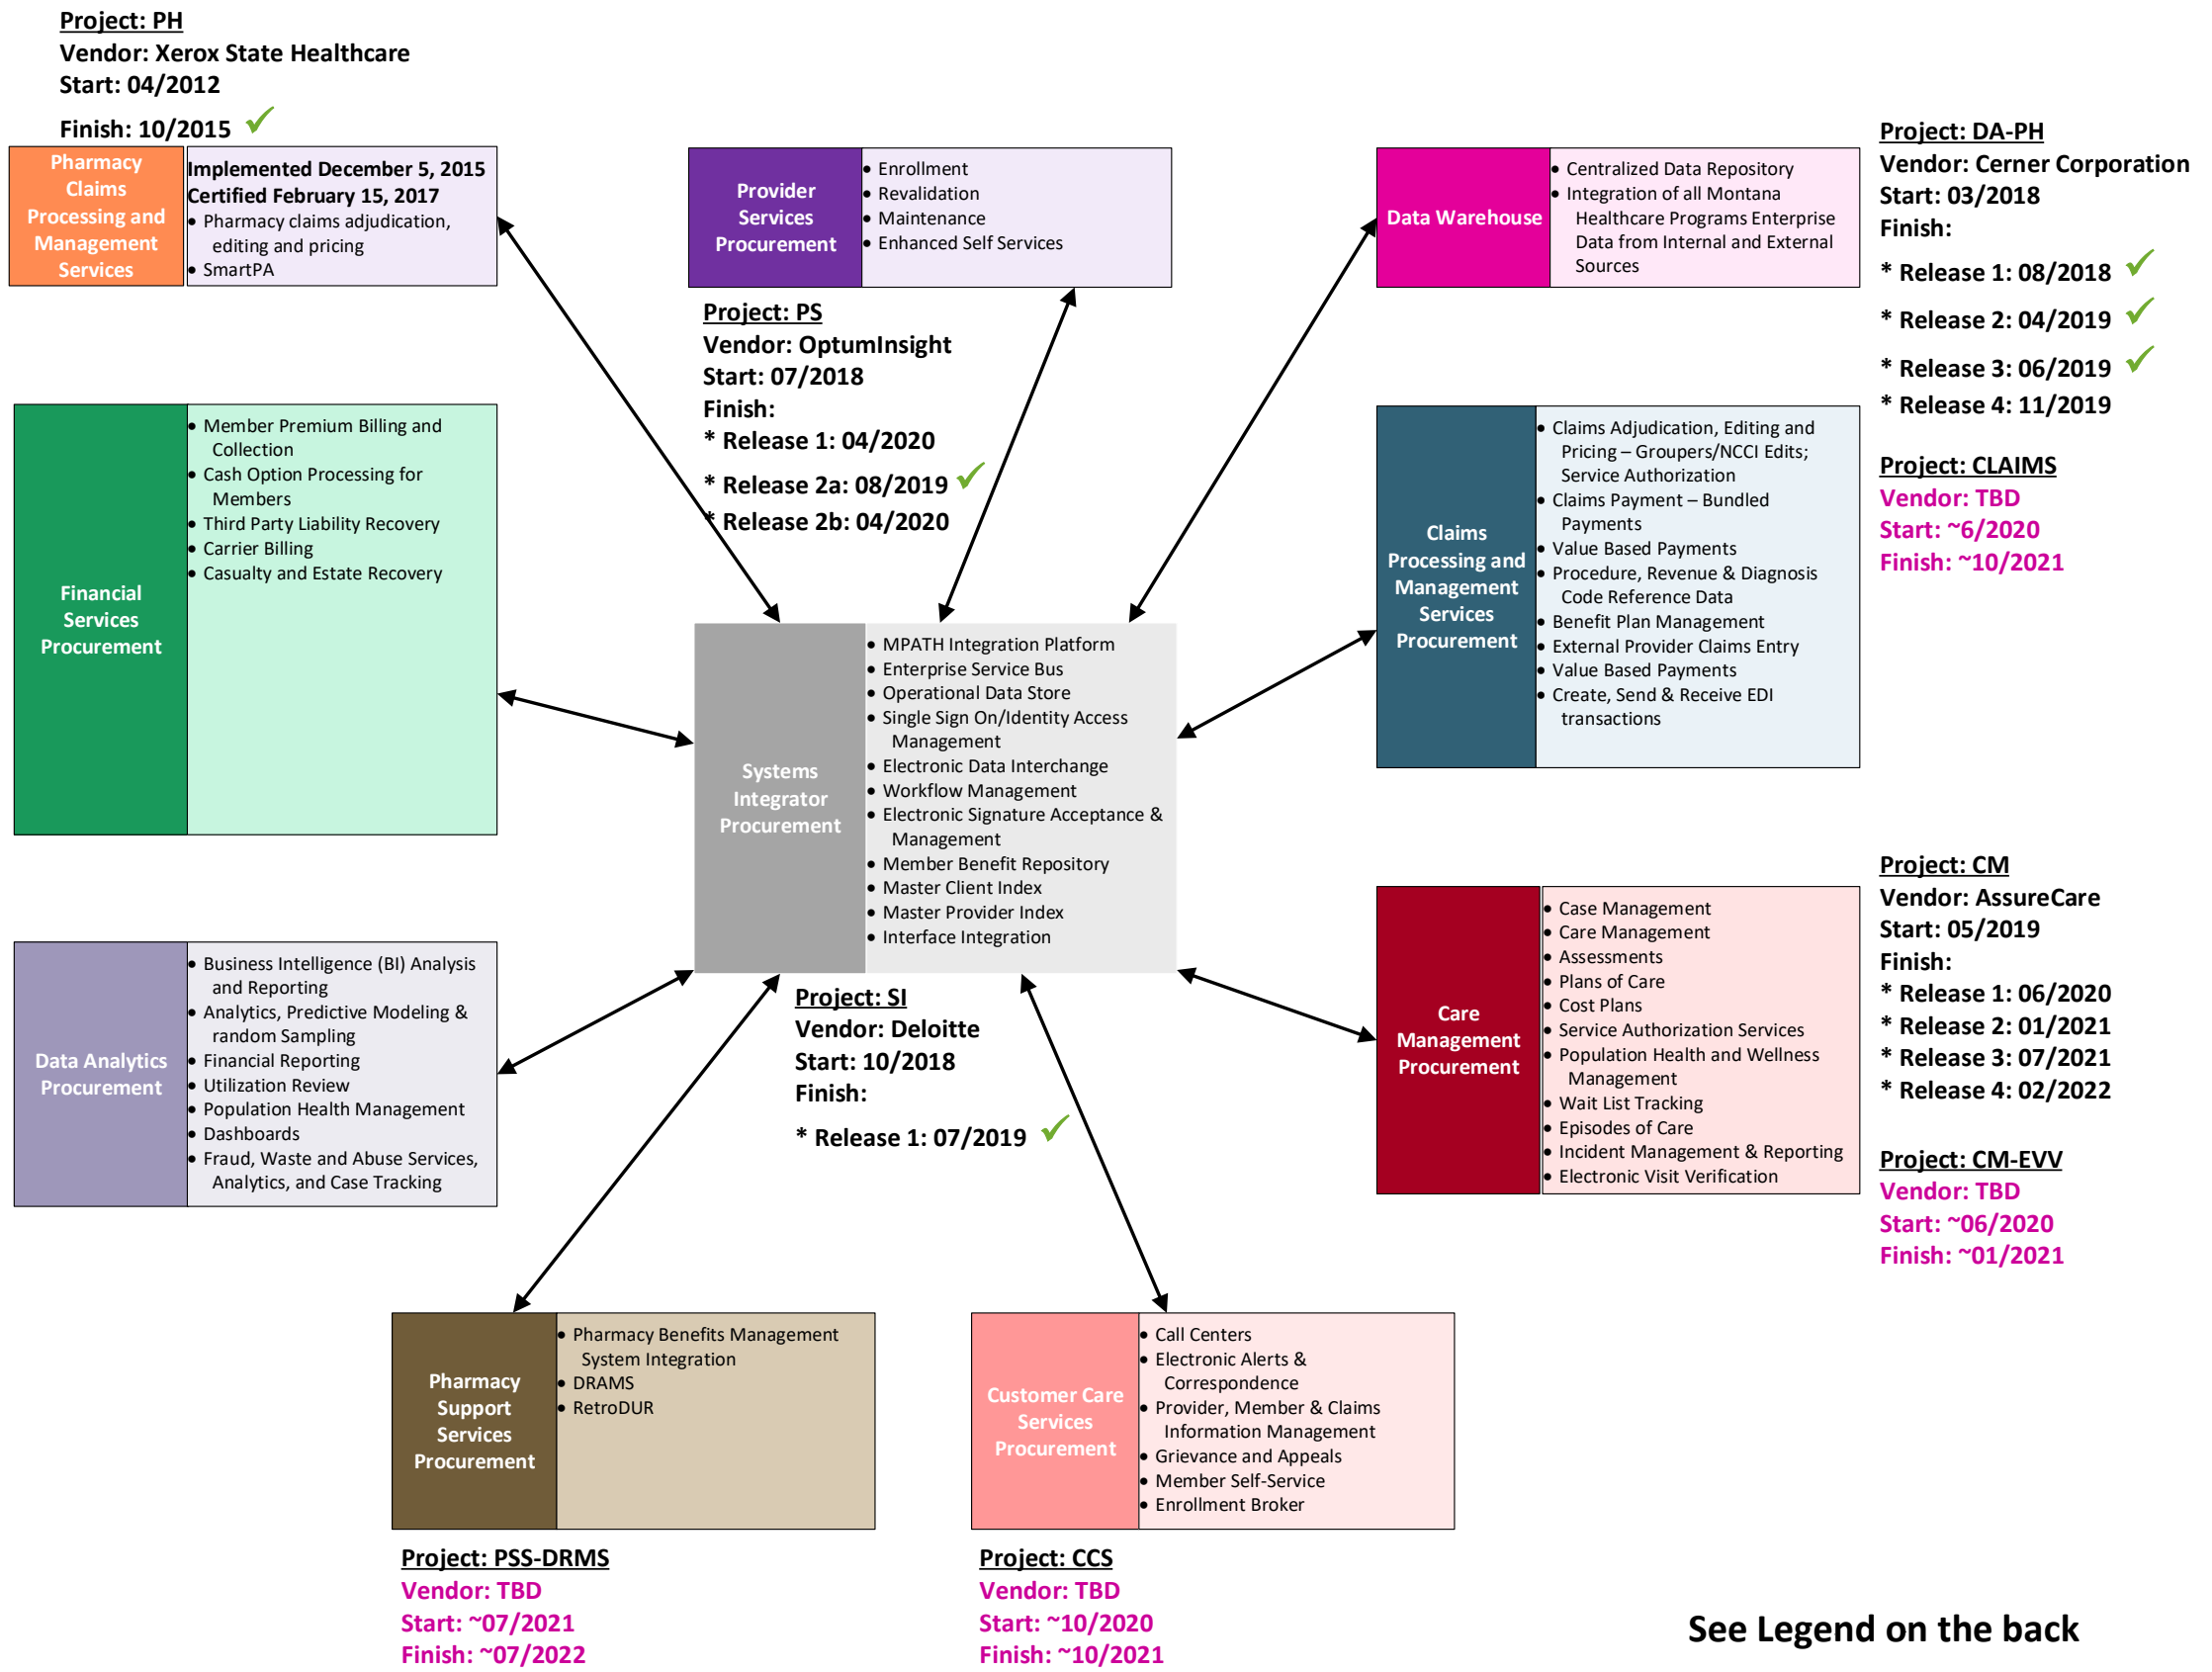 Project: PH
Vendor: Xerox State Healthcare
Start: 04/2012
Finish: 10/2015
Pharmacy
Claims
Processing and
Management
Services
Implemented December 5, 2015
Certified February 15, 2017
• Pharmacy claims adjudication,
editing and pricing
• SmartPA
Provider
Services
Procurement
• Enrollment
• Revalidation
• Maintenance
• Enhanced Self Services
Project: PS
Vendor: OptumInsight
Start: 07/2018
Finish:
* Release 1: 04/2020
* Release 2a: 08/2019
* Release 2b: 04/2020
Data Warehouse
• Centralized Data Repository
• Integration of all Montana
Healthcare Programs Enterprise
Data from Internal and External
Sources
Project: DA-PH
Vendor: Cerner Corporation
Start: 03/2018
Finish:
* Release 1: 08/2018
* Release 2: 04/2019
* Release 3: 06/2019
* Release 4: 11/2019
Financial
Services
Procurement
• Member Premium Billing and
Collection
• Cash Option Processing for
Members
• Third Party Liability Recovery
• Carrier Billing
• Casualty and Estate Recovery
Claims
Processing and
Management
Services
Procurement
• Claims Adjudication, Editing and
Pricing – Groupers/NCCI Edits;
Service Authorization
• Claims Payment – Bundled
Payments
• Value Based Payments
• Procedure, Revenue & Diagnosis
Code Reference Data
• Benefit Plan Management
• External Provider Claims Entry
• Value Based Payments
• Create, Send & Receive EDI
transactions
Project: CLAIMS
Vendor: TBD
Start: ~6/2020
Finish: ~10/2021
Systems
Integrator
Procurement
• MPATH Integration Platform
• Enterprise Service Bus
• Operational Data Store
• Single Sign On/Identity Access
Management
• Electronic Data Interchange
• Workflow Management
• Electronic Signature Acceptance &
Management
• Member Benefit Repository
• Master Client Index
• Master Provider Index
• Interface Integration
Project: SI
Vendor: Deloitte
Start: 10/2018
Finish:
* Release 1: 07/2019
Data Analytics
Procurement
• Business Intelligence (BI) Analysis
and Reporting
• Analytics, Predictive Modeling &
random Sampling
• Financial Reporting
• Utilization Review
• Population Health Management
• Dashboards
• Fraud, Waste and Abuse Services,
Analytics, and Case Tracking
Care
Management
Procurement
• Case Management
• Care Management
• Assessments
• Plans of Care
• Cost Plans
• Service Authorization Services
• Population Health and Wellness
Management
• Wait List Tracking
• Episodes of Care
• Incident Management & Reporting
• Electronic Visit Verification
Project: CM
Vendor: AssureCare
Start: 05/2019
Finish:
* Release 1: 06/2020
* Release 2: 01/2021
* Release 3: 07/2021
* Release 4: 02/2022
Project: CM-EVV
Vendor: TBD
Start: ~06/2020
Finish: ~01/2021
Pharmacy
Support
Services
Procurement
• Pharmacy Benefits Management
System Integration
• DRAMS
• RetroDUR
Project: PSS-DRMS
Vendor: TBD
Start: ~07/2021
Finish: ~07/2022
Customer Care
Services
Procurement
• Call Centers
• Electronic Alerts &
Correspondence
• Provider, Member & Claims
Information Management
• Grievance and Appeals
• Member Self-Service
• Enrollment Broker
Project: CCS
Vendor: TBD
Start: ~10/2020
Finish: ~10/2021
See Legend on the back